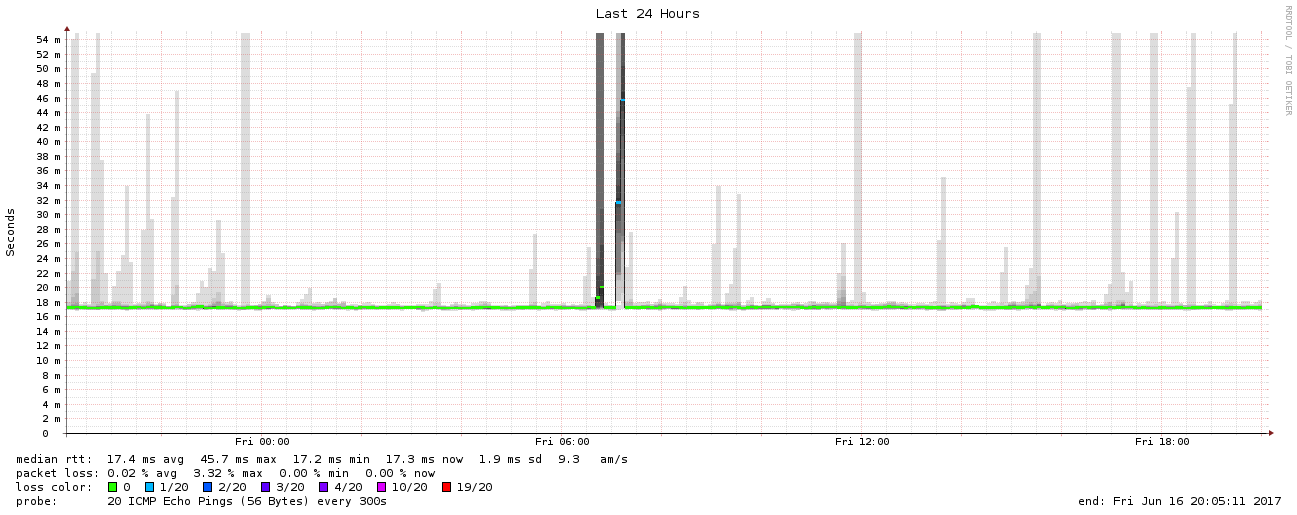 Last 24 Hours
RRDTOOL / TOBI OETIKER
Seconds
54 m
52 m
50 m
48 m
46 m
44 m
42 m
40 m
38 m
36 m
34 m
32 m
30 m
28 m
26 m
24 m
22 m
20 m
18 m
16 m
14 m
12 m
10 m
8 m
6 m
4 m
2 m
0
Fri 00:00 Fri 06:00 Fri 12:00 Fri 18:00
median rtt: 17.4 ms avg 45.7 ms max 17.2 ms min 17.3 ms now 1.9 ms sd 9.3 am/s
packet loss: 0.02 % avg 3.32 % max 0.00 % min 0.00 % now
loss color: 0 1/20 2/20 3/20 4/20 10/20 19/20
probe: 20 ICMP Echo Pings (56 Bytes) every 300s end: Fri Jun 16 20:05:11 2017